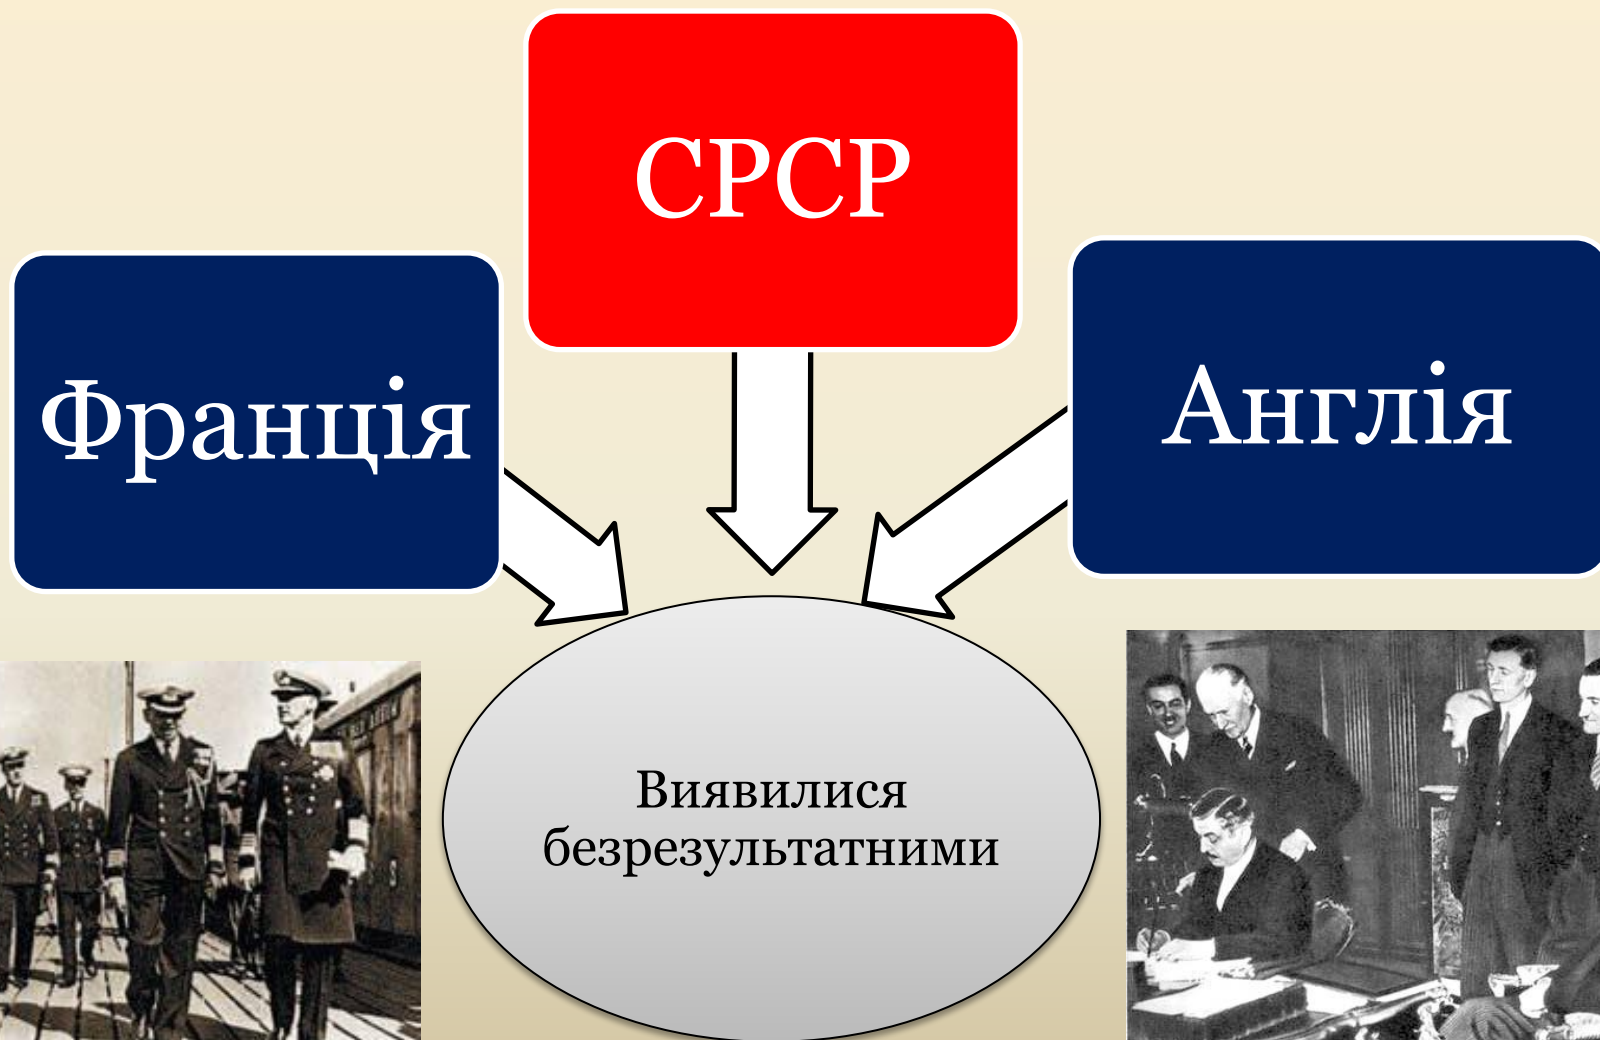 СРСР
Франція
Англія
Виявилися
безрезультатними